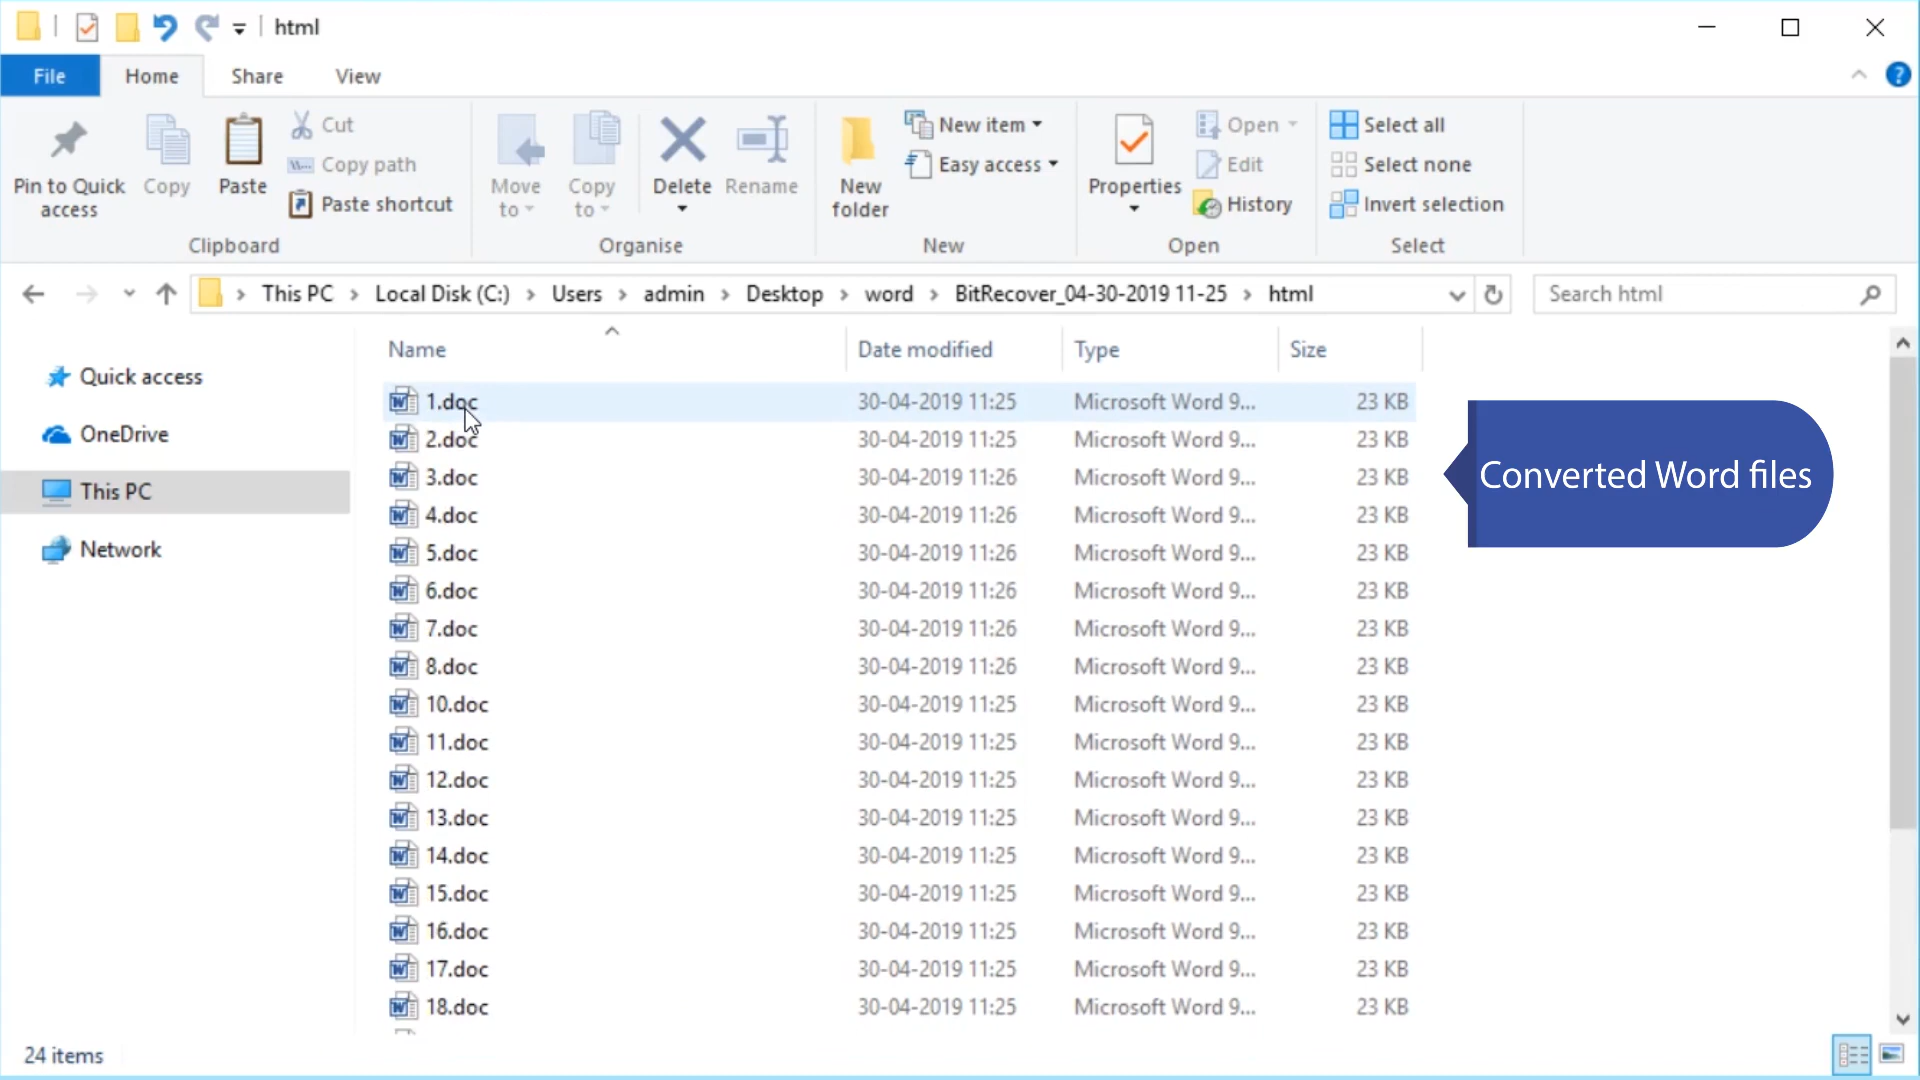 html
File Home Share View
Pin to Quick access
Copy
Paste
Cut
Copy path
Paste shortcut
Clipboard
Move to
Copy to
Delete
Rename
Organise
New folder
New item
Easy access
New
Properties
Open
Edit
History
Open
Select all
Select none
Invert selection
Select
This PC > Local Disk (C:) > Users > admin > Desktop > word > BitRecover_04-30-2019 11-25 > html
Search html
Quick access
OneDrive
This PC
Network
Name Date modified Type Size
1.doc 30-04-2019 11:25 Microsoft Word 9... 23 KB
2.doc 30-04-2019 11:25 Microsoft Word 9... 23 KB
3.doc 30-04-2019 11:26 Microsoft Word 9... 23 KB
4.doc 30-04-2019 11:26 Microsoft Word 9... 23 KB
5.doc 30-04-2019 11:26 Microsoft Word 9... 23 KB
6.doc 30-04-2019 11:26 Microsoft Word 9... 23 KB
7.doc 30-04-2019 11:26 Microsoft Word 9... 23 KB
8.doc 30-04-2019 11:26 Microsoft Word 9... 23 KB
10.doc 30-04-2019 11:25 Microsoft Word 9... 23 KB
11.doc 30-04-2019 11:25 Microsoft Word 9... 23 KB
12.doc 30-04-2019 11:25 Microsoft Word 9... 23 KB
13.doc 30-04-2019 11:25 Microsoft Word 9... 23 KB
14.doc 30-04-2019 11:25 Microsoft Word 9... 23 KB
15.doc 30-04-2019 11:25 Microsoft Word 9... 23 KB
16.doc 30-04-2019 11:25 Microsoft Word 9... 23 KB
17.doc 30-04-2019 11:25 Microsoft Word 9... 23 KB
18.doc 30-04-2019 11:25 Microsoft Word 9... 23 KB
Converted Word files
24 items